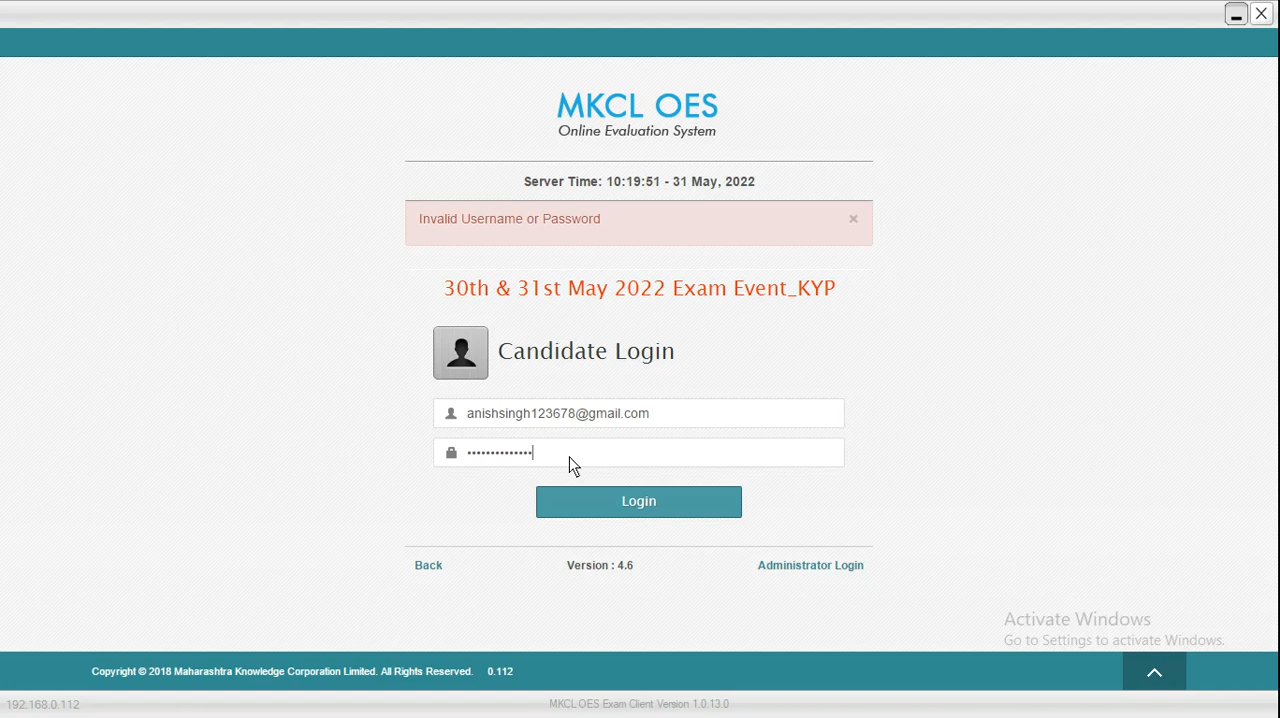 MKCL OES
Online Evaluation System
Server Time: 10:19:51 - 31 May, 2022
Invalid Username or Password ×
30th & 31st May 2022 Exam Event_KYP
Candidate Login
anishsingh123678@gmail.com
••••••••••••••
Login
Back Version : 4.6 Administrator Login
Activate Windows
Go to Settings to activate Windows.
Copyright © 2018 Maharashtra Knowledge Corporation Limited. All Rights Reserved. 0.112
192.168.0.112 MKCL OES Exam Client Version 1.0.13.0